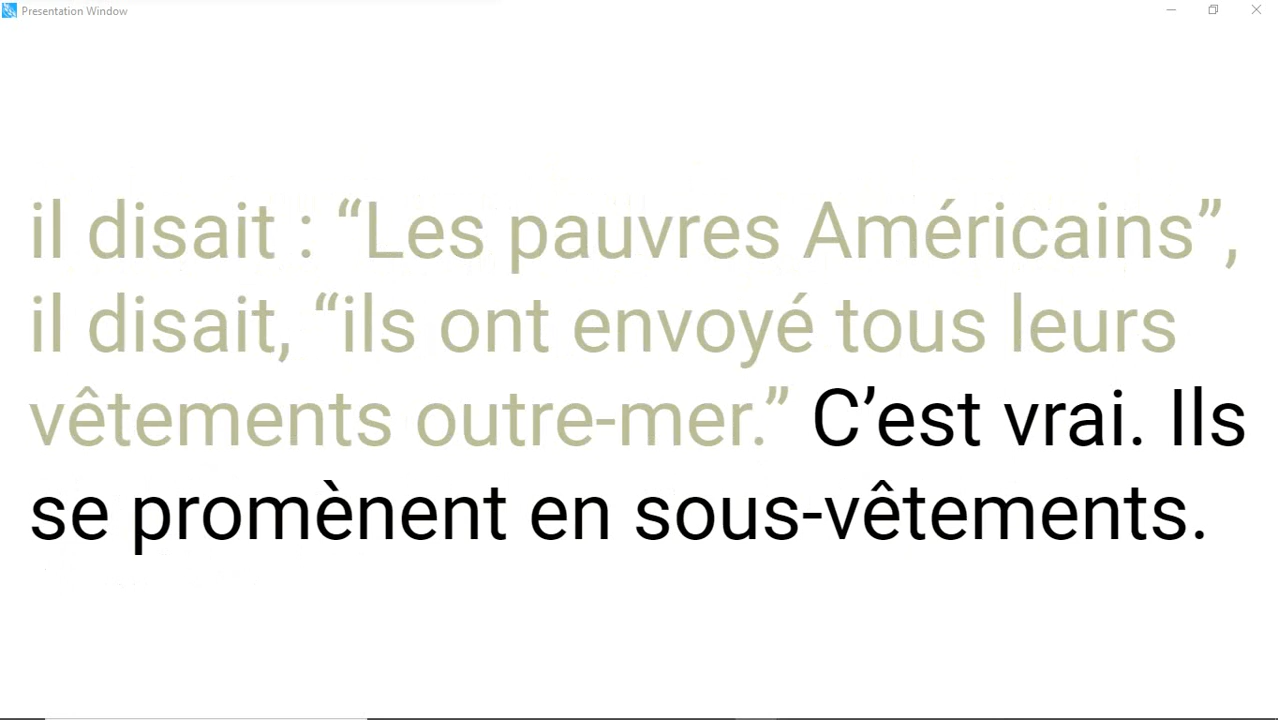 Presentation Window
il disait : “Les pauvres Américains”,
il disait, “ils ont envoyé tous leurs
vêtements outre-mer.” C’est vrai. Ils
se promènent en sous-vêtements.